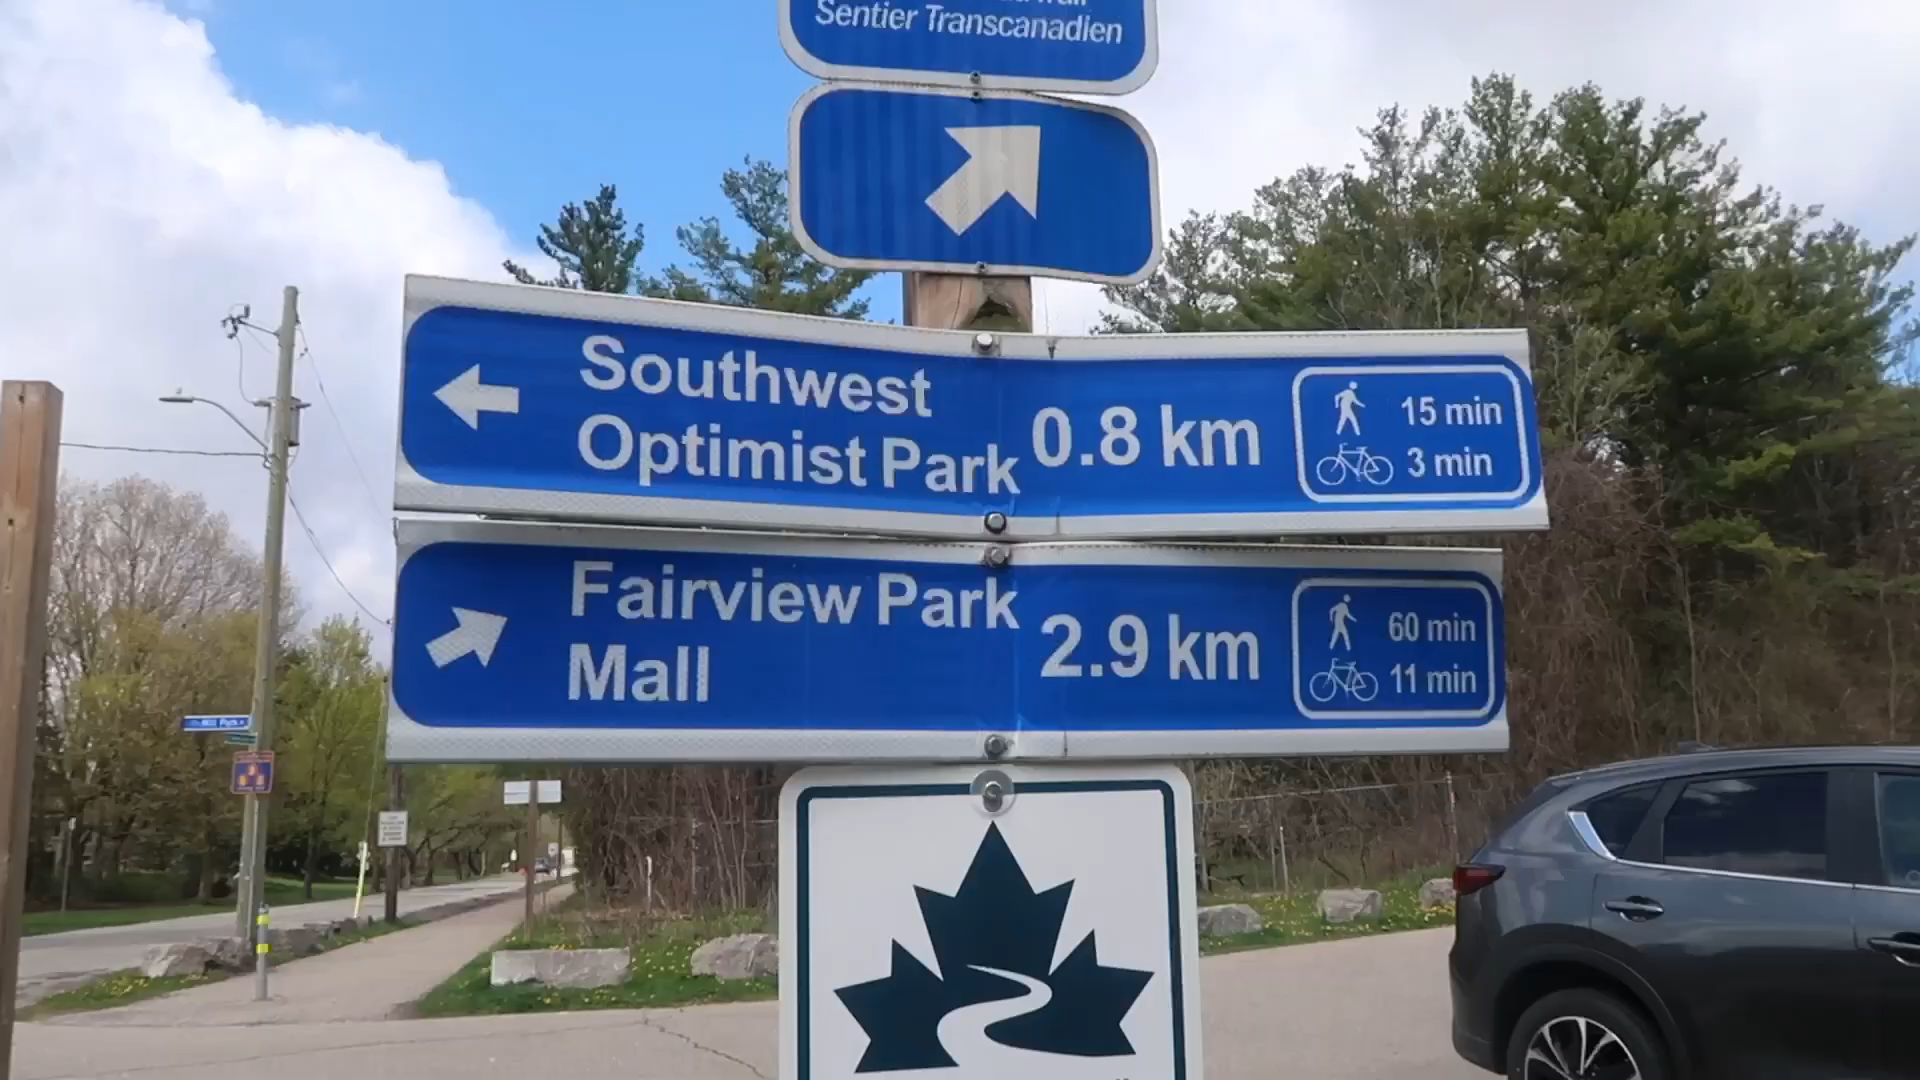 Sentier Transcanadien
Southwest
Optimist Park
0.8 km
15 min
3 min
Fairview Park
Mall
2.9 km
60 min
11 min